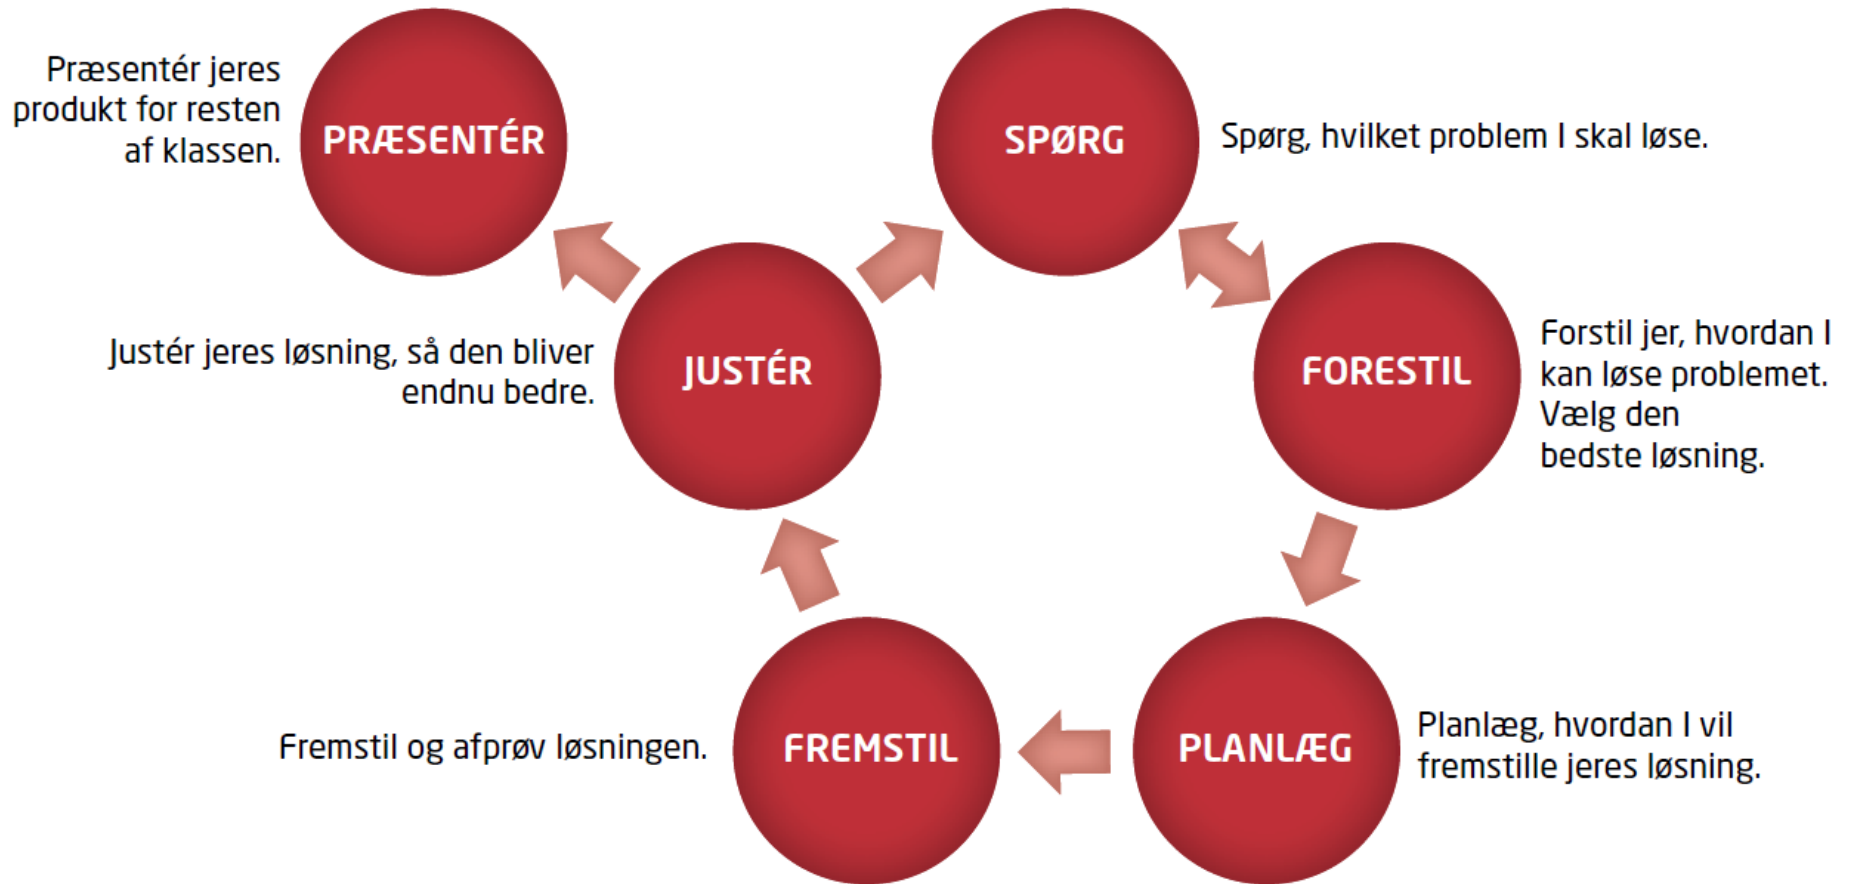 Præsentér jeres
produkt for resten
af klassen.
PRÆSENTÉR
SPØRG
Spørg, hvilket problem I skal løse.
Justér jeres løsning, så den bliver
endnu bedre.
JUSTÉR
FORESTIL
Forstil jer, hvordan I
kan løse problemet.
Vælg den
bedste løsning.
Fremstil og afprøv løsningen.
FREMSTIL
PLANLÆG
Planlæg, hvordan I vil
fremstille jeres løsning.